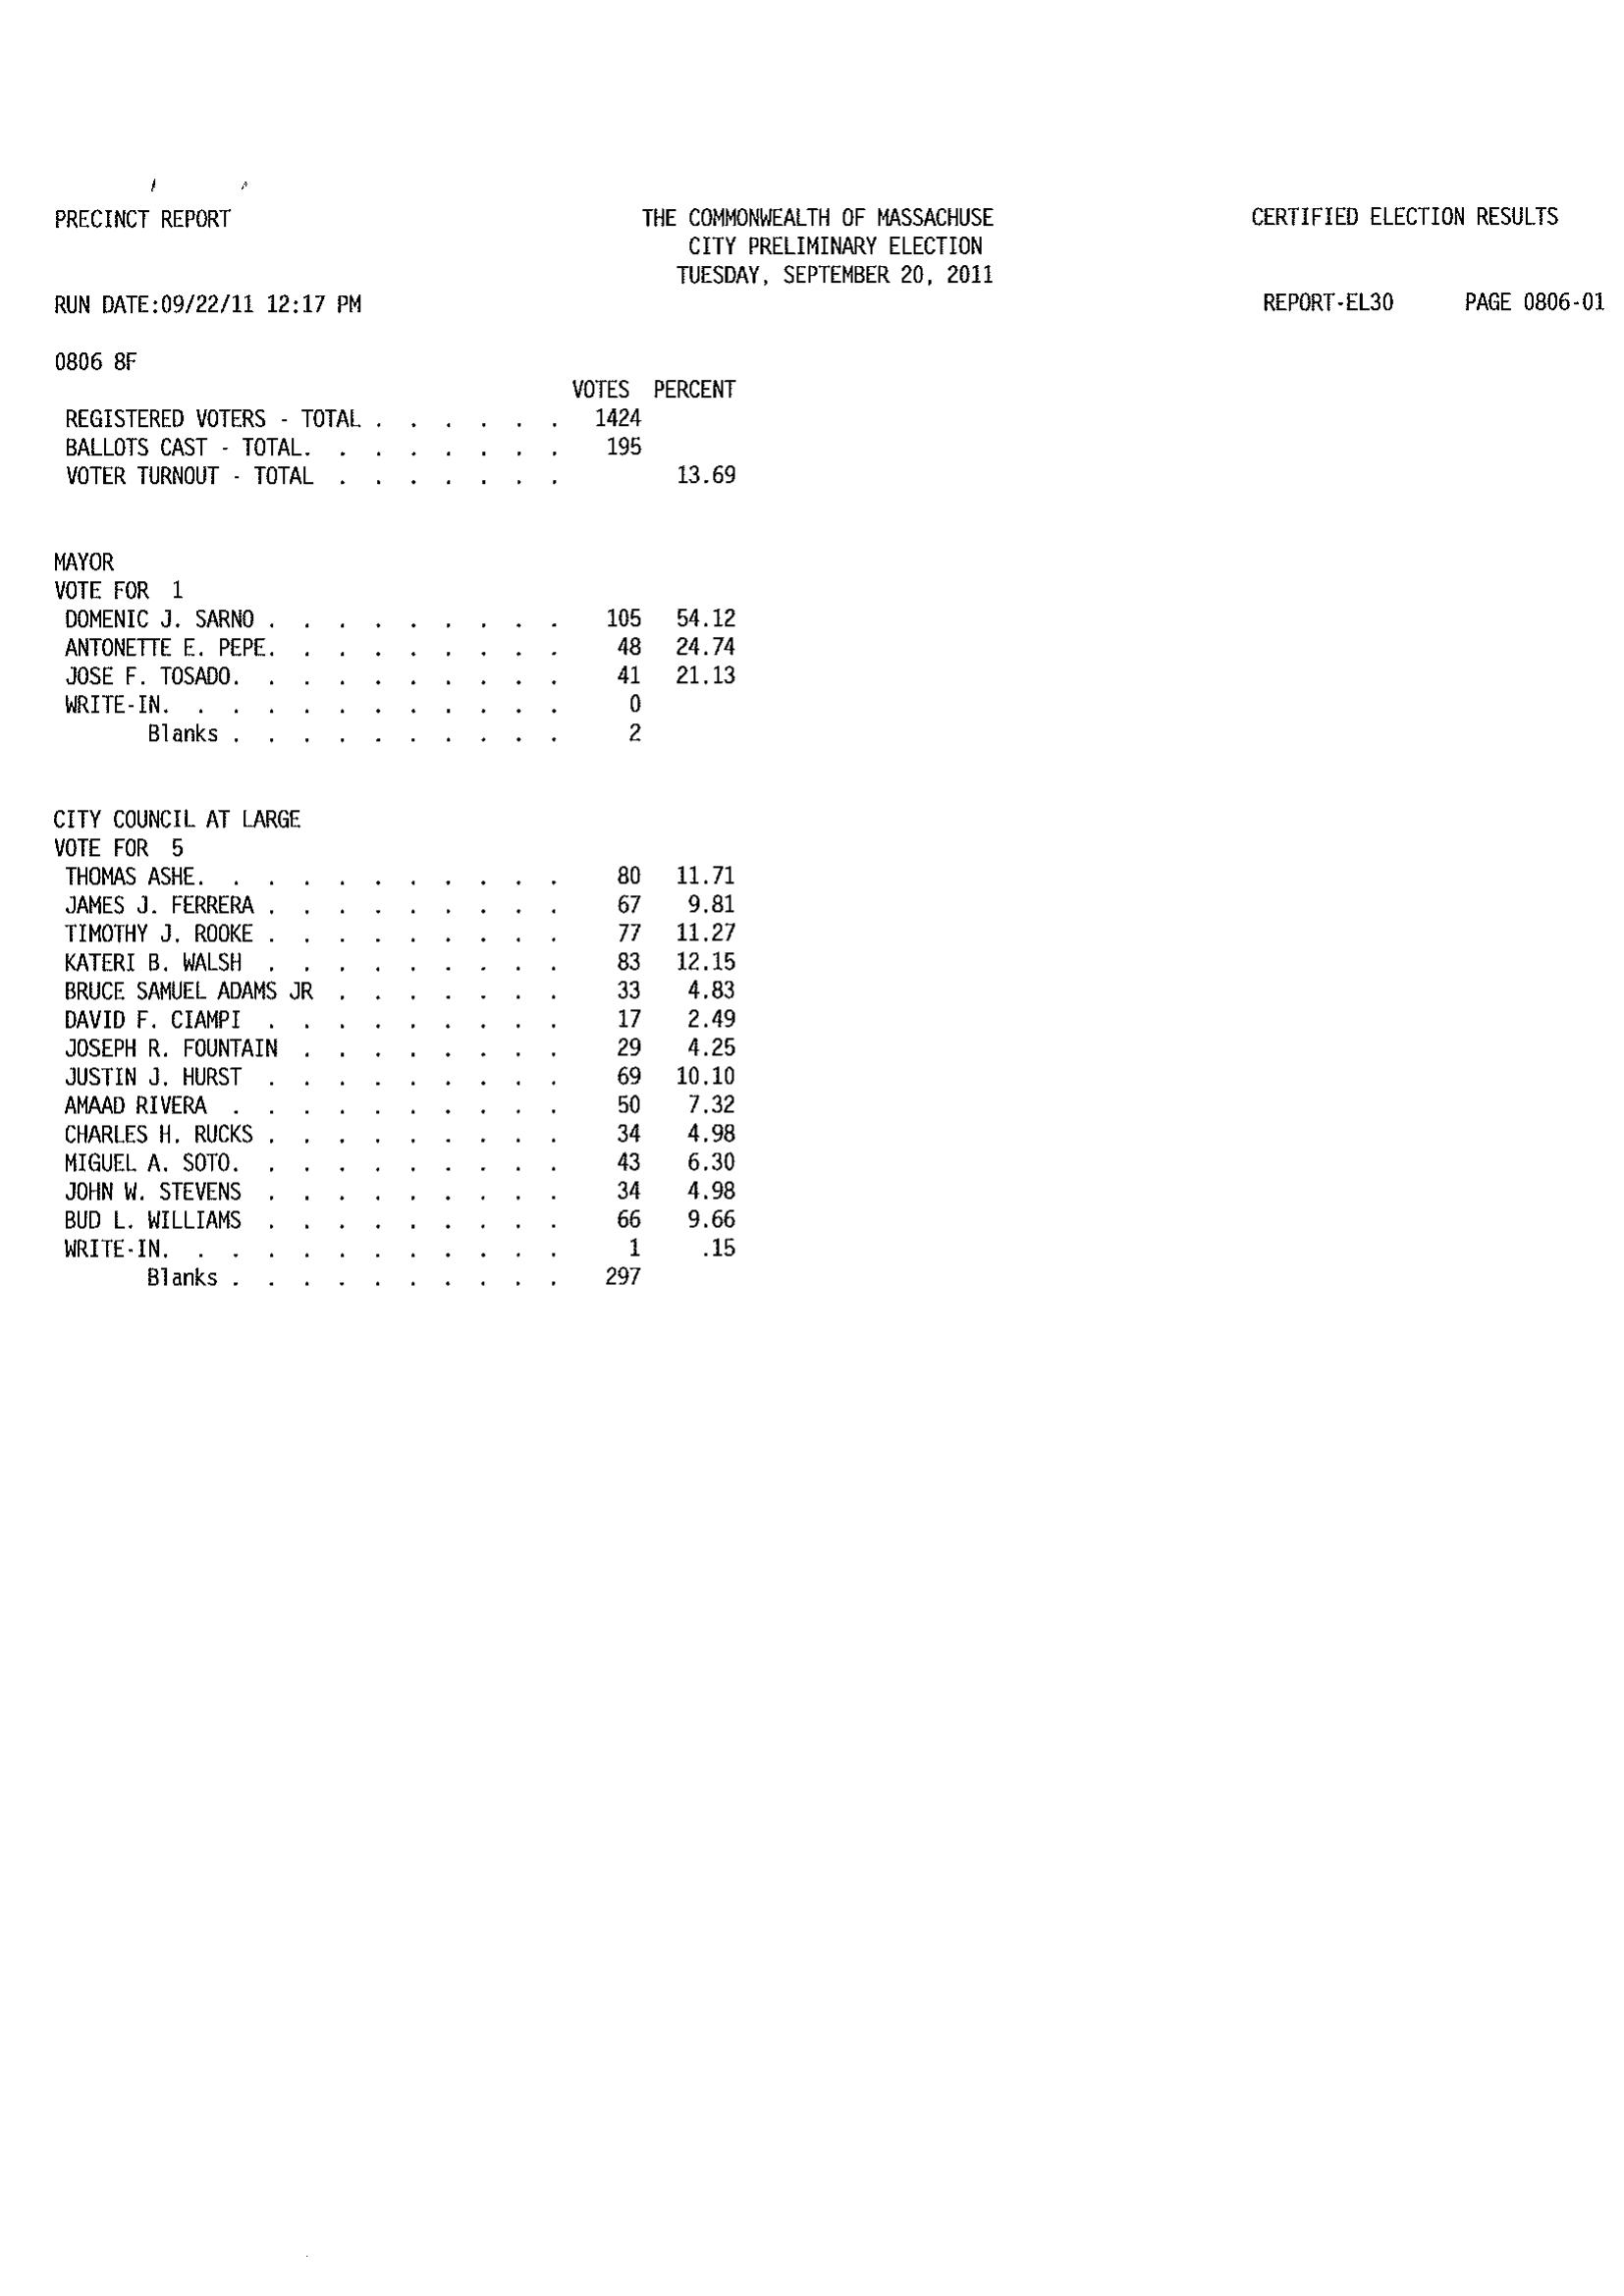 PRECINCT REPORT THE COMMONWEALTH OF MASSACHUSE CERTIFIED ELECTION RESULTS
CITY PRELIMINARY ELECTION
TUESDAY, SEPTEMBER 20, 2011
RUN DATE:09/22/11 12:17 PM REPORT-EL30 PAGE 0806-01
0806 8F
VOTES PERCENT
REGISTERED VOTERS - TOTAL . . . . . . 1424
BALLOTS CAST - TOTAL. . . . . . . . 195
VOTER TURNOUT - TOTAL . . . . . . . 13.69
MAYOR
VOTE FOR 1
DOMENIC J. SARNO . . . . . . . . . 105 54.12
ANTONETTE E. PEPE. . . . . . . . . 48 24.74
JOSE F. TOSADO. . . . . . . . . . 41 21.13
WRITE-IN. . . . . . . . . . . . 0
Blanks . . . . . . . . . . 2
CITY COUNCIL AT LARGE
VOTE FOR 5
THOMAS ASHE. . . . . . . . . . . 80 11.71
JAMES J. FERRERA . . . . . . . . . 67 9.81
TIMOTHY J. ROOKE . . . . . . . . . 77 11.27
KATERI B. WALSH . . . . . . . . . 83 12.15
BRUCE SAMUEL ADAMS JR . . . . . . . 33 4.83
DAVID F. CIAMPI . . . . . . . . . 17 2.49
JOSEPH R. FOUNTAIN . . . . . . . . 29 4.25
JUSTIN J. HURST . . . . . . . . . 69 10.10
AMAAD RIVERA . . . . . . . . . . 50 7.32
CHARLES H. RUCKS . . . . . . . . . 34 4.98
MIGUEL A. SOTO. . . . . . . . . . 43 6.30
JOHN W. STEVENS . . . . . . . . . 34 4.98
BUD L. WILLIAMS . . . . . . . . . 66 9.66
WRITE-IN. . . . . . . . . . . . 1 .15
Blanks . . . . . . . . . . 297